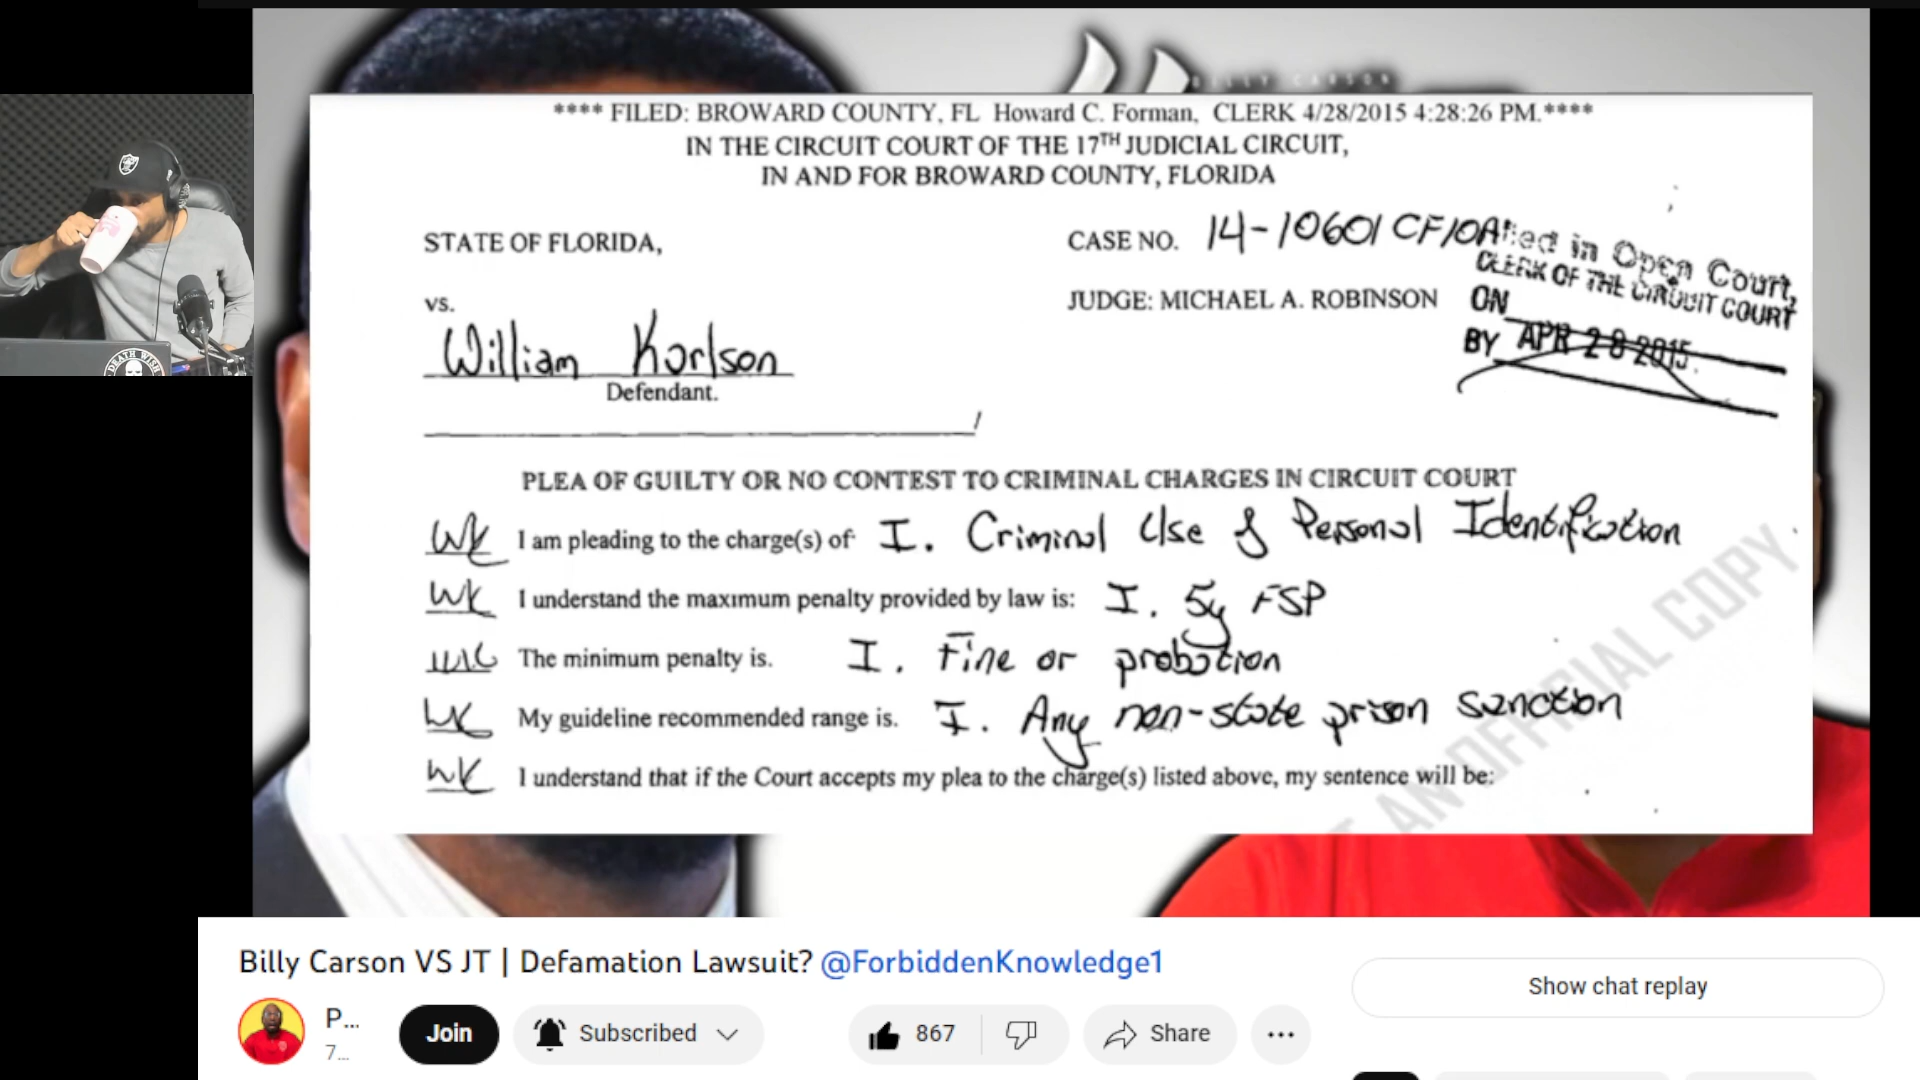 BILLY CARSON
**** FILED: BROWARD COUNTY, FL Howard C. Forman, CLERK 4/28/2015 4:28:26 PM.****
IN THE CIRCUIT COURT OF THE 17TH JUDICIAL CIRCUIT,
IN AND FOR BROWARD COUNTY, FLORIDA
STATE OF FLORIDA,
CASE NO. 14-10601 CF10A
Filed in Open Court,
CLERK OF THE CIRCUIT COURT
vs.
JUDGE: MICHAEL A. ROBINSON
ON APR 28 2015
BY
William Karlson
Defendant.
/
PLEA OF GUILTY OR NO CONTEST TO CRIMINAL CHARGES IN CIRCUIT COURT
WK I am pleading to the charge(s) of I. Criminal Use of Personal Identification
WK I understand the maximum penalty provided by law is: I. 5y FSP
WK The minimum penalty is. I. Fine or probation
WK My guideline recommended range is. I. Any non-state prison sanction
WK I understand that if the Court accepts my plea to the charge(s) listed above, my sentence will be:
AN OFFICIAL COPY
DEATH WISH
Billy Carson VS JT | Defamation Lawsuit? @ForbiddenKnowledge1
Show chat replay
P...
7...
Join
Subscribed
867
Share
...